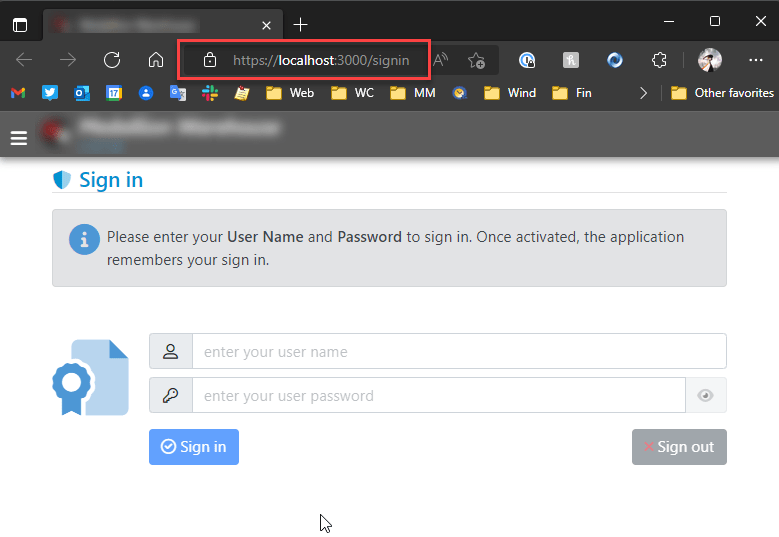 https://localhost:3000/signin
17
Web
WC
MM
Wind
Fin
Other favorites
Sign in
Please enter your User Name and Password to sign in. Once activated, the application
remembers your sign in.
enter your user name
enter your user password
Sign in
Sign out